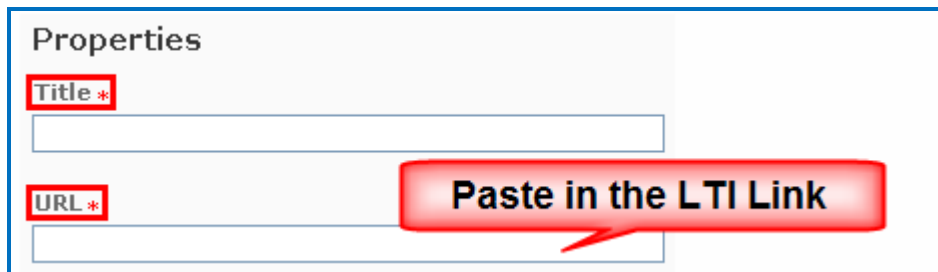 Properties
Title *
URL *
Paste in the LTI Link